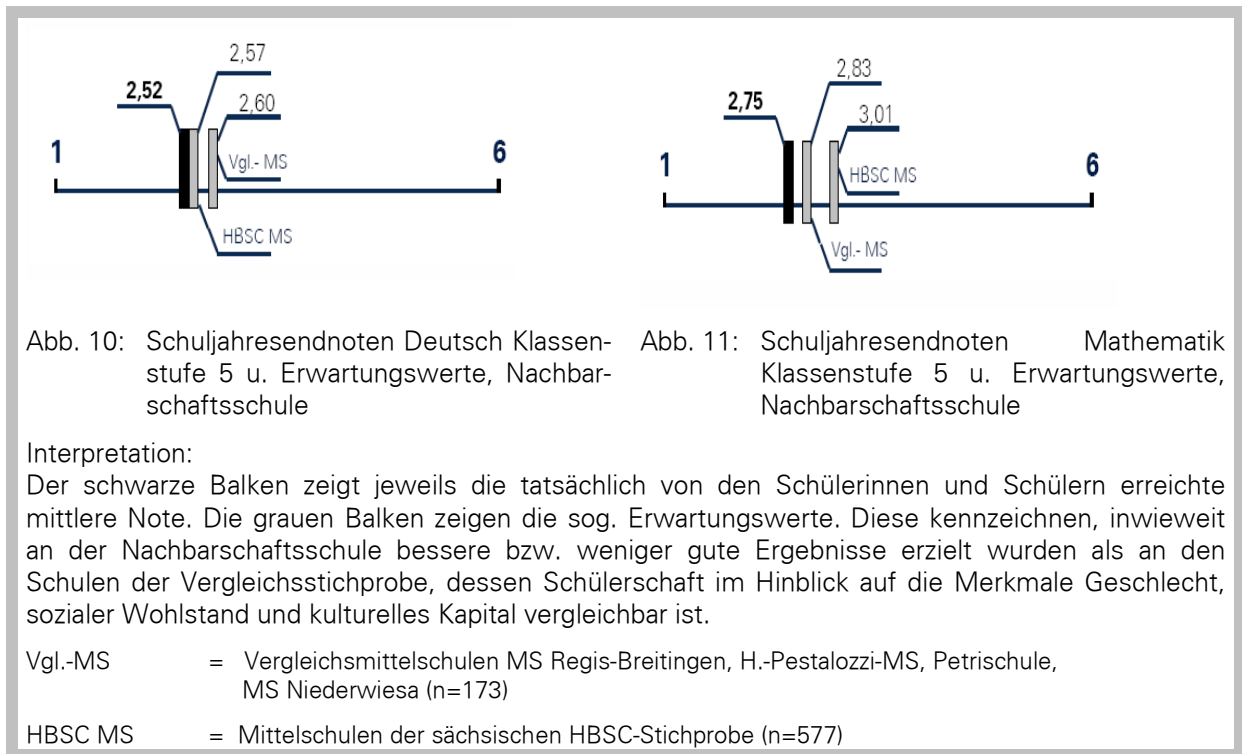 2,57
2,52
2,60
1
6
Vgl.- MS
HBSC MS
2,83
2,75
3,01
1
6
HBSC MS
Vgl.- MS
Abb. 10: Schuljahresendnoten Deutsch Klassen-
stufe 5 u. Erwartungswerte, Nachbar-
schaftsschule
Abb. 11: Schuljahresendnoten Mathematik
Klassenstufe 5 u. Erwartungswerte,
Nachbarschaftsschule
Interpretation:
Der schwarze Balken zeigt jeweils die tatsächlich von den Schülerinnen und Schülern erreichte
mittlere Note. Die grauen Balken zeigen die sog. Erwartungswerte. Diese kennzeichnen, inwieweit
an der Nachbarschaftsschule bessere bzw. weniger gute Ergebnisse erzielt wurden als an den
Schulen der Vergleichsstichprobe, dessen Schülerschaft im Hinblick auf die Merkmale Geschlecht,
sozialer Wohlstand und kulturelles Kapital vergleichbar ist.
Vgl.-MS = Vergleichsmittelschulen MS Regis-Breitingen, H.-Pestalozzi-MS, Petrischule,
MS Niederwiesa (n=173)
HBSC MS = Mittelschulen der sächsischen HBSC-Stichprobe (n=577)